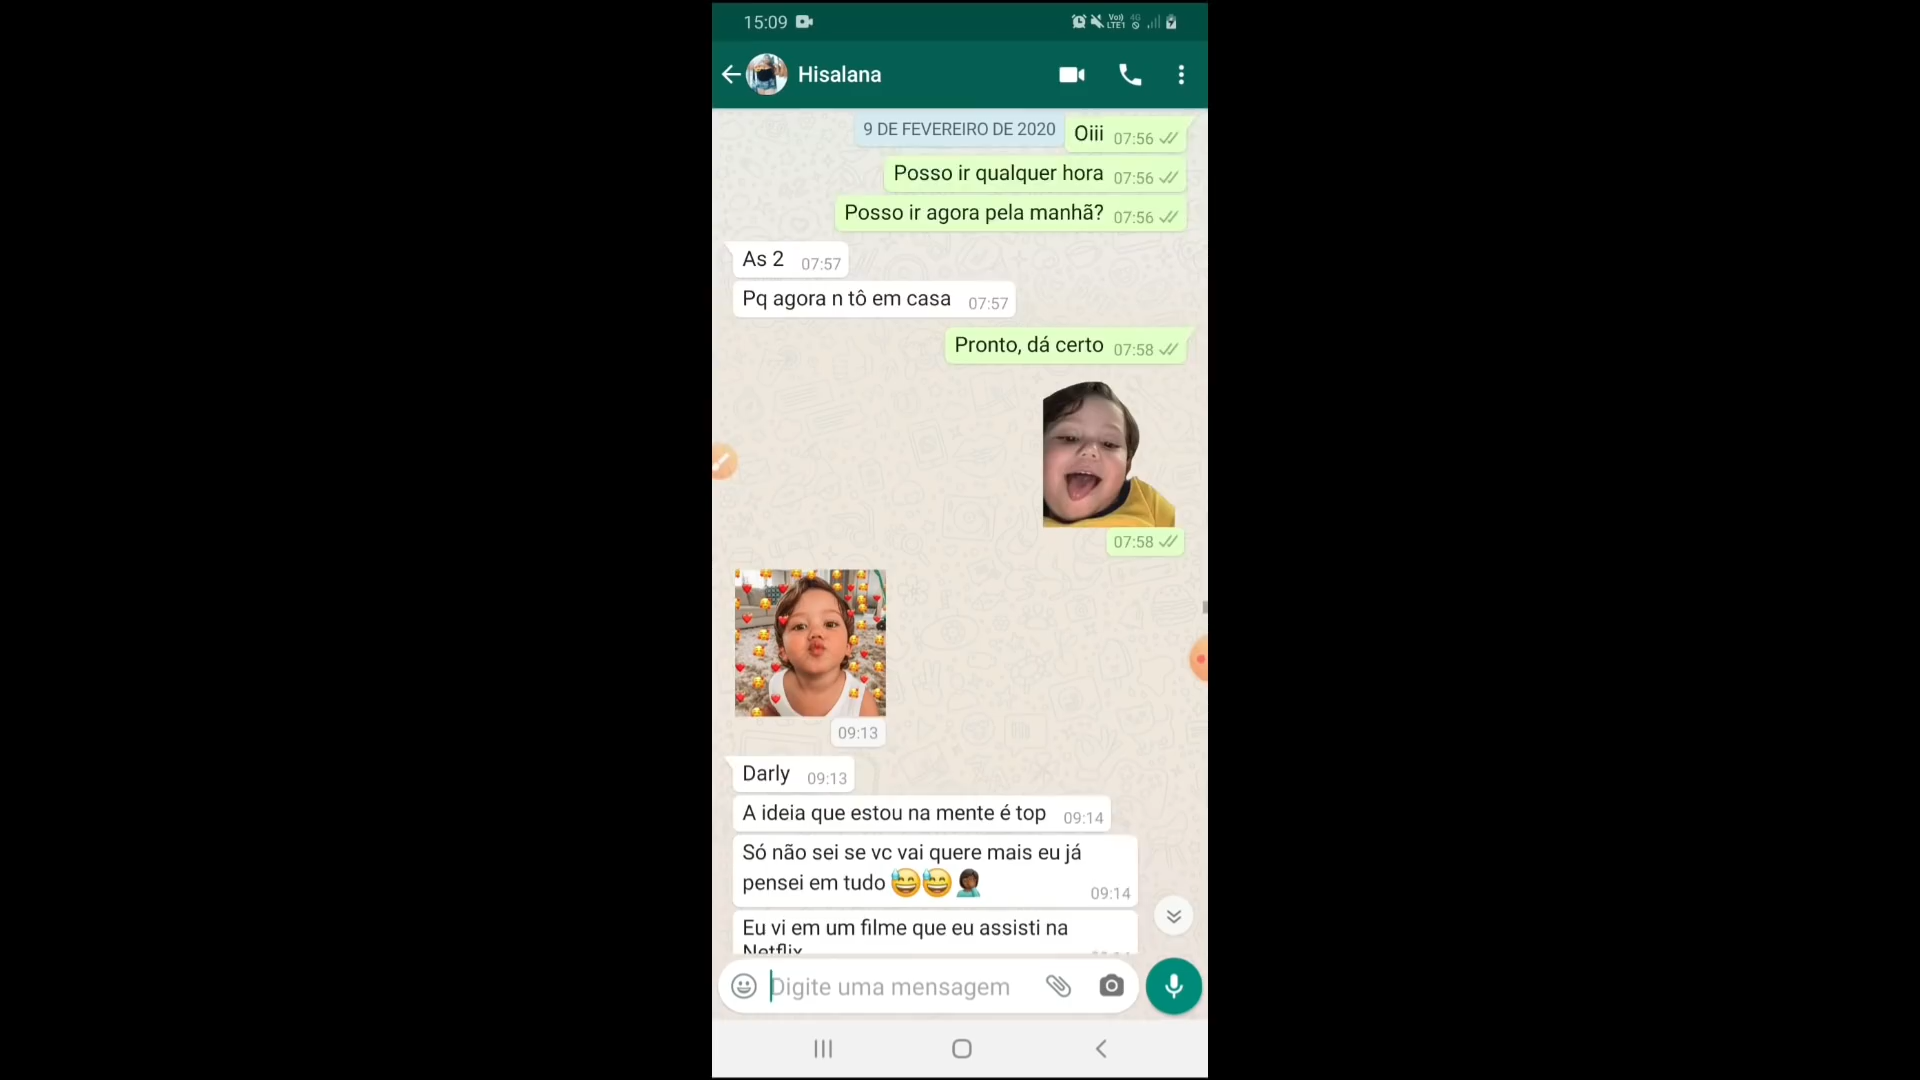 15:09
Vo))
LTE1
4G
Hisalana
9 DE FEVEREIRO DE 2020
Oiii 07:56
Posso ir qualquer hora 07:56
Posso ir agora pela manhã? 07:56
As 2 07:57
Pq agora n tô em casa 07:57
Pronto, dá certo 07:58
07:58
09:13
Darly 09:13
A ideia que estou na mente é top 09:14
Só não sei se vc vai quere mais eu já
pensei em tudo 😅😅🤦🏾‍♀️ 09:14
Eu vi em um filme que eu assisti na
Netflix
Digite uma mensagem